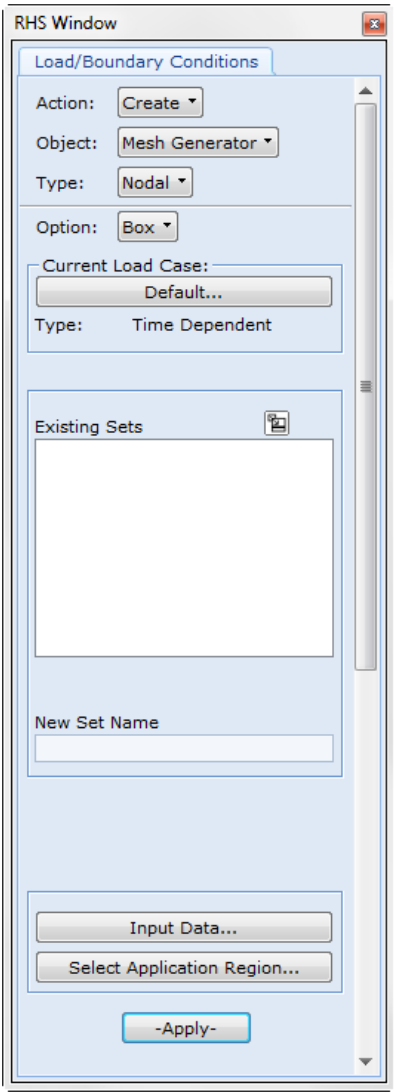 RHS Window
Load/Boundary Conditions
Action: Create
Object: Mesh Generator
Type: Nodal
Option: Box
Current Load Case:
Default...
Type: Time Dependent
Existing Sets
New Set Name
Input Data...
Select Application Region...
-Apply-